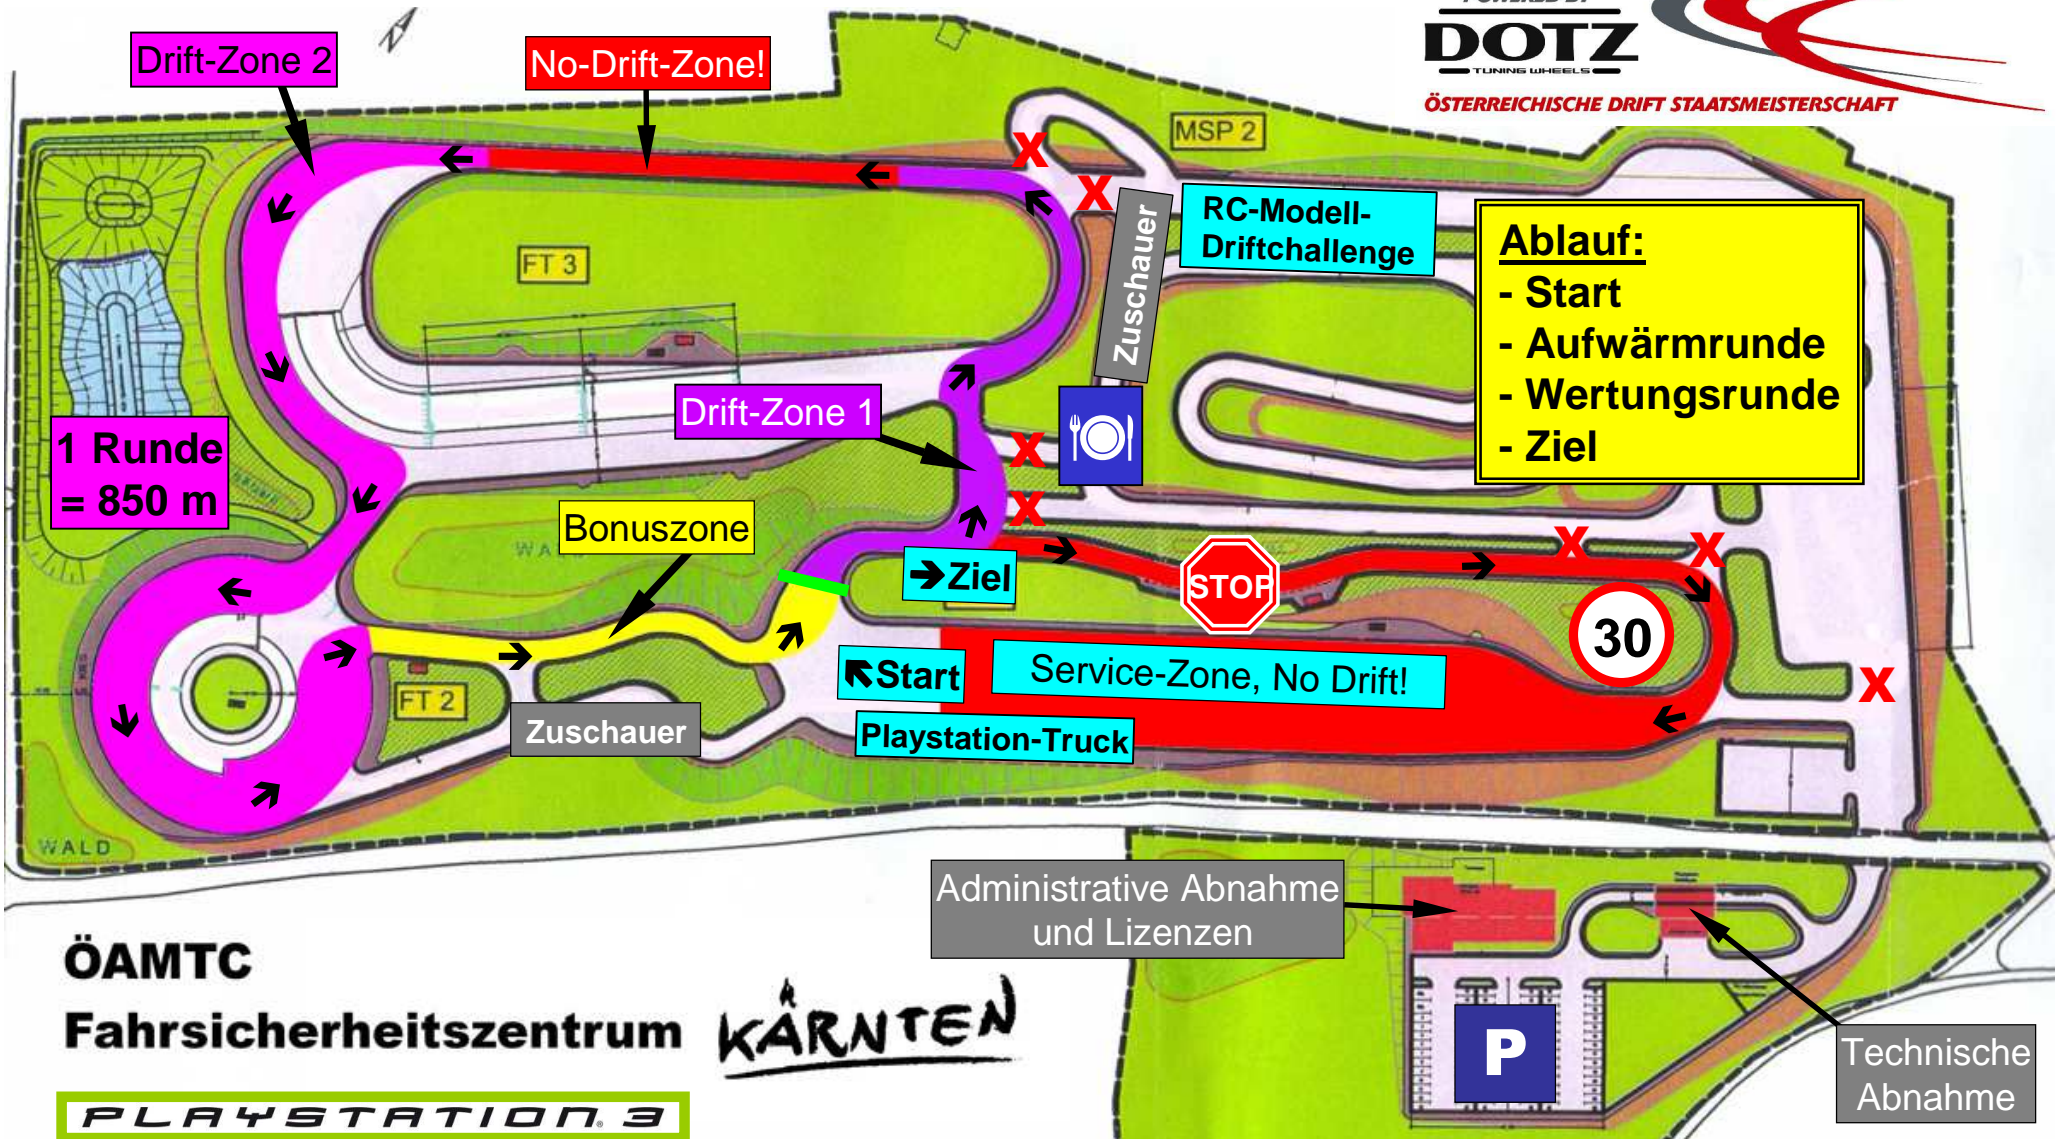 POWERED BY
DOTZ
TUNING WHEELS
ÖSTERREICHISCHE DRIFT STAATSMEISTERSCHAFT
Drift-Zone 2
No-Drift-Zone!
MSP 2
X
X
Zuschauer
RC-Modell-
Driftchallenge
Ablauf:
- Start
- Aufwärmrunde
- Wertungsrunde
- Ziel
FT 3
Drift-Zone 1
1 Runde
= 850 m
X
X
Bonuszone
WALD
Ziel
STOP
X
X
30
Start
Service-Zone, No Drift!
X
FT 2
Zuschauer
Playstation-Truck
WALD
Administrative Abnahme
und Lizenzen
P
Technische
Abnahme
ÖAMTC
Fahrsicherheitszentrum
KÄRNTEN
PLAYSTATION 3